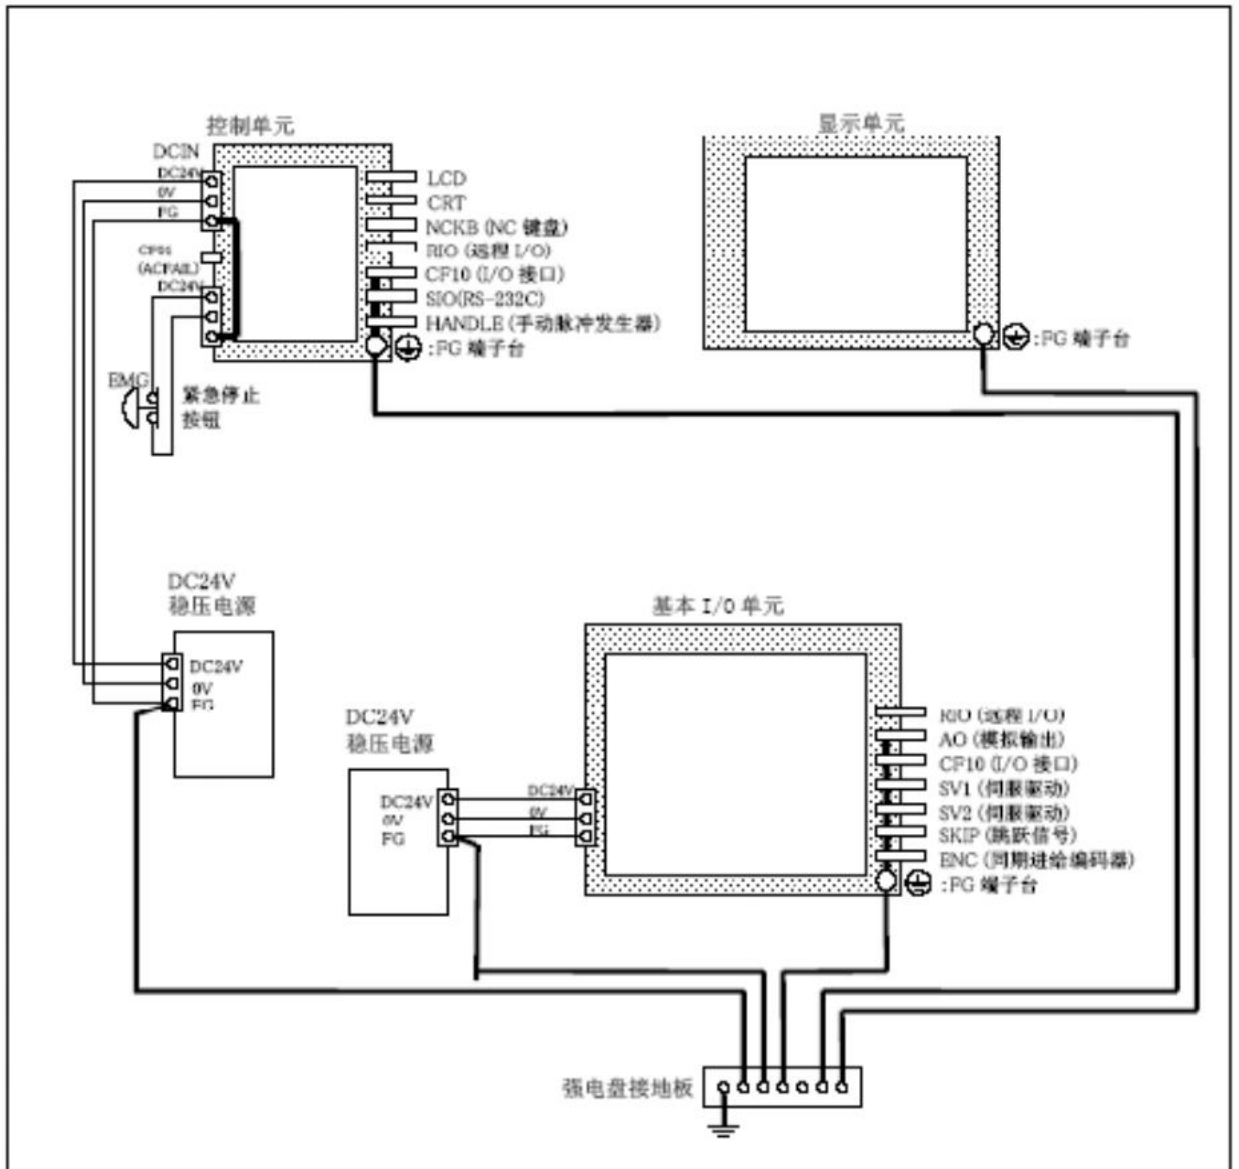 控制单元
DCIN
DC24V
0V
FG
CF01
(ACFAIL)
DC24V
LCD
CRT
NCKB (NC 键盘)
RIO (远程 I/O)
CF10 (I/O 接口)
SIO(RS-232C)
HANDLE (手动脉冲发生器)
:FG 端子台
EMG
紧急停止
按钮
显示单元
:FG 端子台
DC24V
稳压电源
DC24V
0V
FG
DC24V
稳压电源
DC24V
0V
FG
基本 I/O 单元
DC24V
0V
FG
RIO (远程 I/O)
AO (模拟输出)
CF10 (I/O 接口)
SV1 (伺服驱动)
SV2 (伺服驱动)
SKIP (跳跃信号)
ENC (同期进给编码器)
:FG 端子台
强电盘接地板